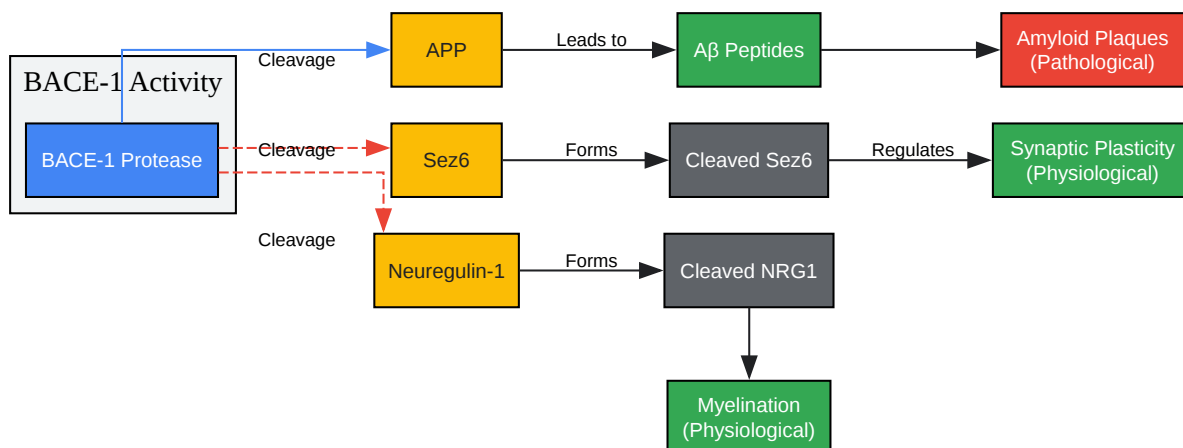 Cleavage
APP
Leads to
Aβ Peptides
Amyloid Plaques
(Pathological)
BACE-1 Activity
BACE-1 Protease
Cleavage
Sez6
Forms
Cleaved Sez6
Regulates
Synaptic Plasticity
(Physiological)
Cleavage
Neuregulin-1
Forms
Cleaved NRG1
Myelination
(Physiological)